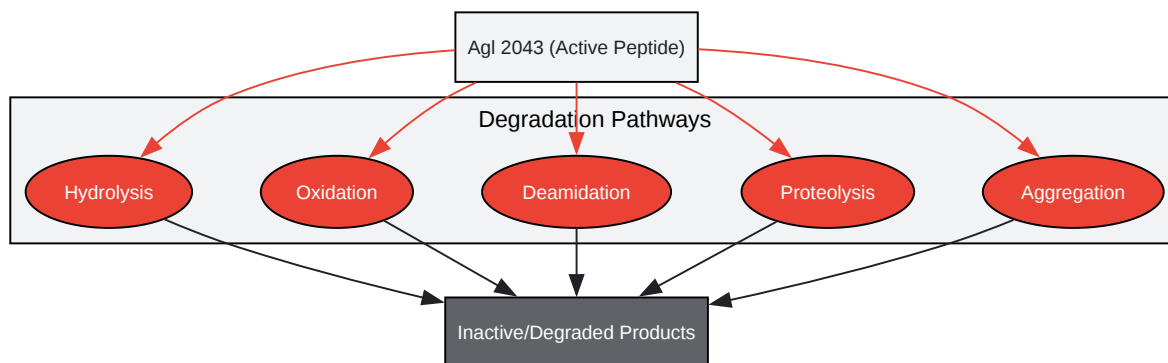 Agl 2043 (Active Peptide)
Degradation Pathways
Hydrolysis
Oxidation
Deamidation
Proteolysis
Aggregation
Inactive/Degraded Products